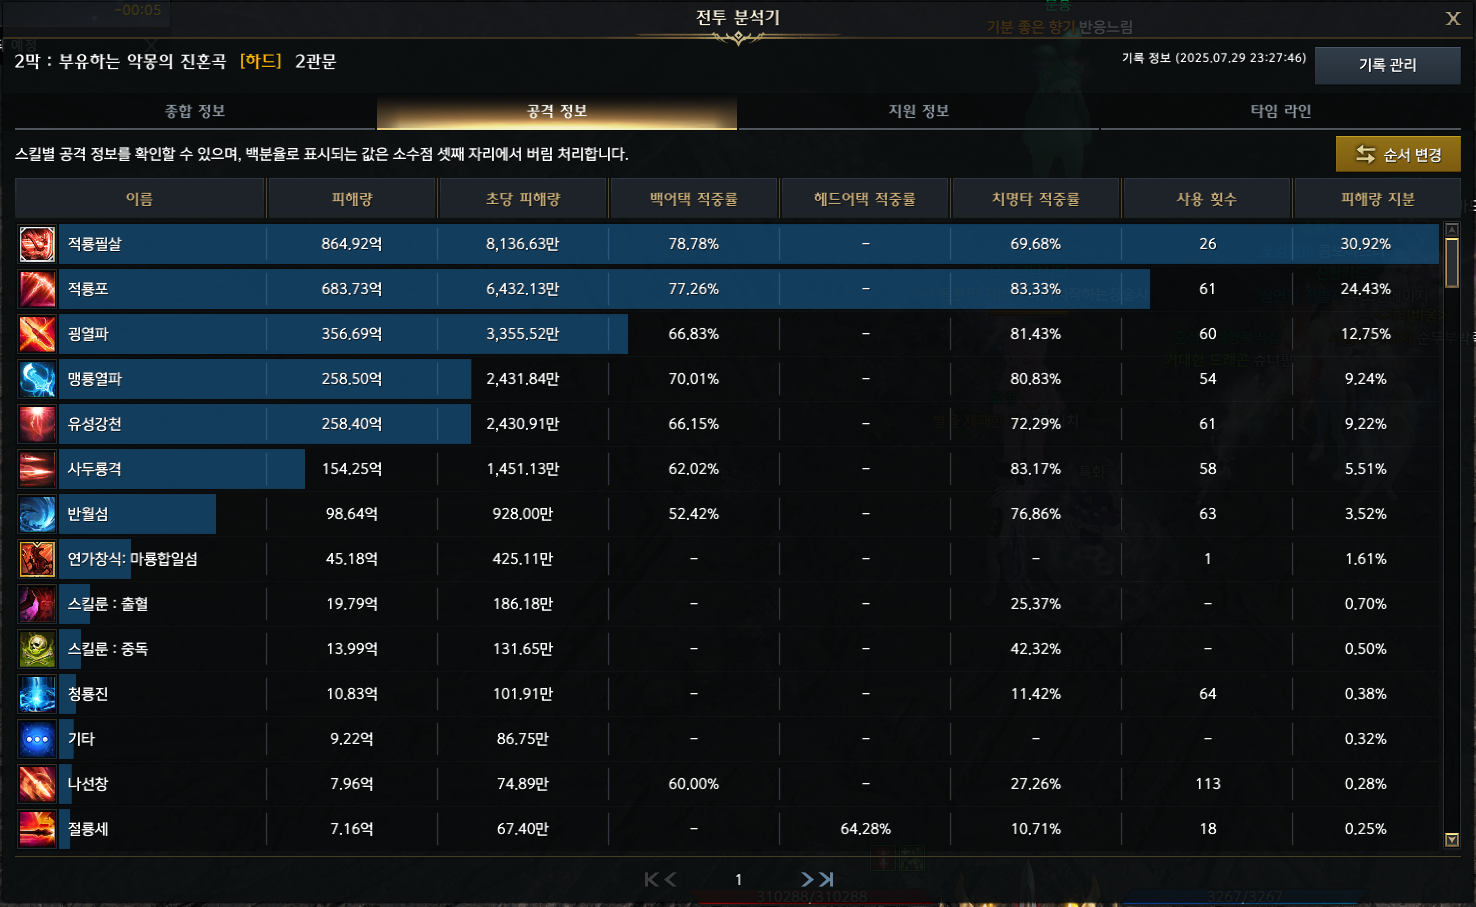 -00:05
전투 분석기
X
기분 좋은 향기 반응느림
2막 : 부유하는 악몽의 진혼곡 [하드] 2관문
기록 정보 (2025.07.29 23:27:46)
기록 관리
종합 정보 공격 정보 지원 정보 타임 라인
스킬별 공격 정보를 확인할 수 있으며, 백분율로 표시되는 값은 소수점 셋째 자리에서 버림 처리합니다.
순서 변경
이름 피해량 초당 피해량 백어택 적중률 헤드어택 적중률 치명타 적중률 사용 횟수 피해량 지분
적룡필살 864.92억 8,136.63만 78.78% - 69.68% 26 30.92%
적룡포 683.73억 6,432.13만 77.26% - 83.33% 61 24.43%
굉열파 356.69억 3,355.52만 66.83% - 81.43% 60 12.75%
맹룡열파 258.50억 2,431.84만 70.01% - 80.83% 54 9.24%
유성강천 258.40억 2,430.91만 66.15% - 72.29% 61 9.22%
사두룡격 154.25억 1,451.13만 62.02% - 83.17% 58 5.51%
반월섬 98.64억 928.00만 52.42% - 76.86% 63 3.52%
연가창식: 마룡합일섬 45.18억 425.11만 - - - 1 1.61%
스킬룬 : 출혈 19.79억 186.18만 - - 25.37% - 0.70%
스킬룬 : 중독 13.99억 131.65만 - - 42.32% - 0.50%
청룡진 10.83억 101.91만 - - 11.42% 64 0.38%
기타 9.22억 86.75만 - - - - 0.32%
나선창 7.96억 74.89만 60.00% - 27.26% 113 0.28%
절룡세 7.16억 67.40만 - 64.28% 10.71% 18 0.25%
1
310288/310288
3267/3267